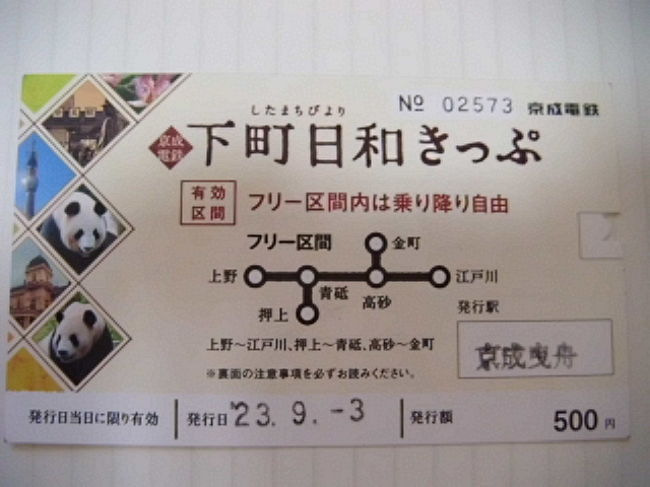 したまちびより
№ 02573 京成電鉄
京成電鉄 下町日和きっぷ
有効区間 フリー区間内は乗り降り自由
フリー区間
金町
上野
江戸川
青砥
高砂
押上
発行駅
上野〜江戸川、押上〜青砥、高砂〜金町
京成曳舟
※裏面の注意事項を必ずお読みください。
発行日当日に限り有効
発行日 '23.9.-3
発行額 500円